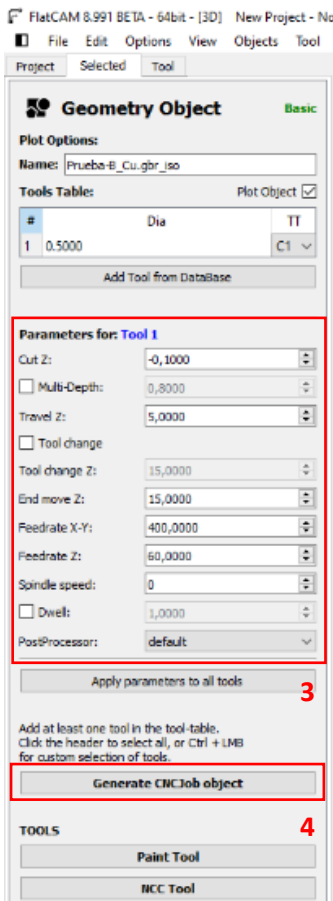 FlatCAM 8.991 BETA - 64bit - [3D] New Project - No
File Edit Options View Objects Tool
Project Selected Tool
Geometry Object Basic
Plot Options:
Name: Prueba-B_Cu.gbr_iso
Tools Table: Plot Object
# Dia TT
1 0.5000 C1
Add Tool from DataBase
Parameters for: Tool 1
Cut Z: -0,1000
Multi-Depth: 0,8000
Travel Z: 5,0000
Tool change
Tool change Z: 15,0000
End move Z: 15,0000
Feedrate X-Y: 400,0000
Feedrate Z: 60,0000
Spindle speed: 0
Dwell: 1,0000
PostProcessor: default
Apply parameters to all tools
3
Add at least one tool in the tool-table.
Click the header to select all, or Ctrl + LMB
for custom selection of tools.
Generate CNCJob object
TOOLS 4
Paint Tool
NCC Tool